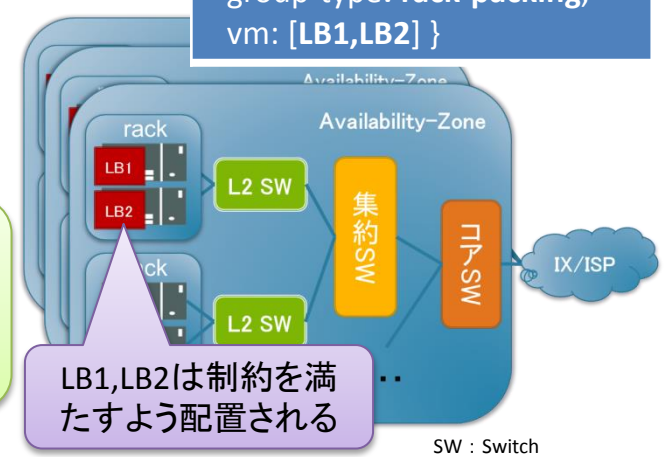 vm: [LB1,LB2] }
Availability-Zone
Availability-Zone
rack
LB1
LB2
L2 SW
集約SW
コアSW
IX/ISP
L2 SW
LB1,LB2は制約を満
たすよう配置される
‥
SW : Switch